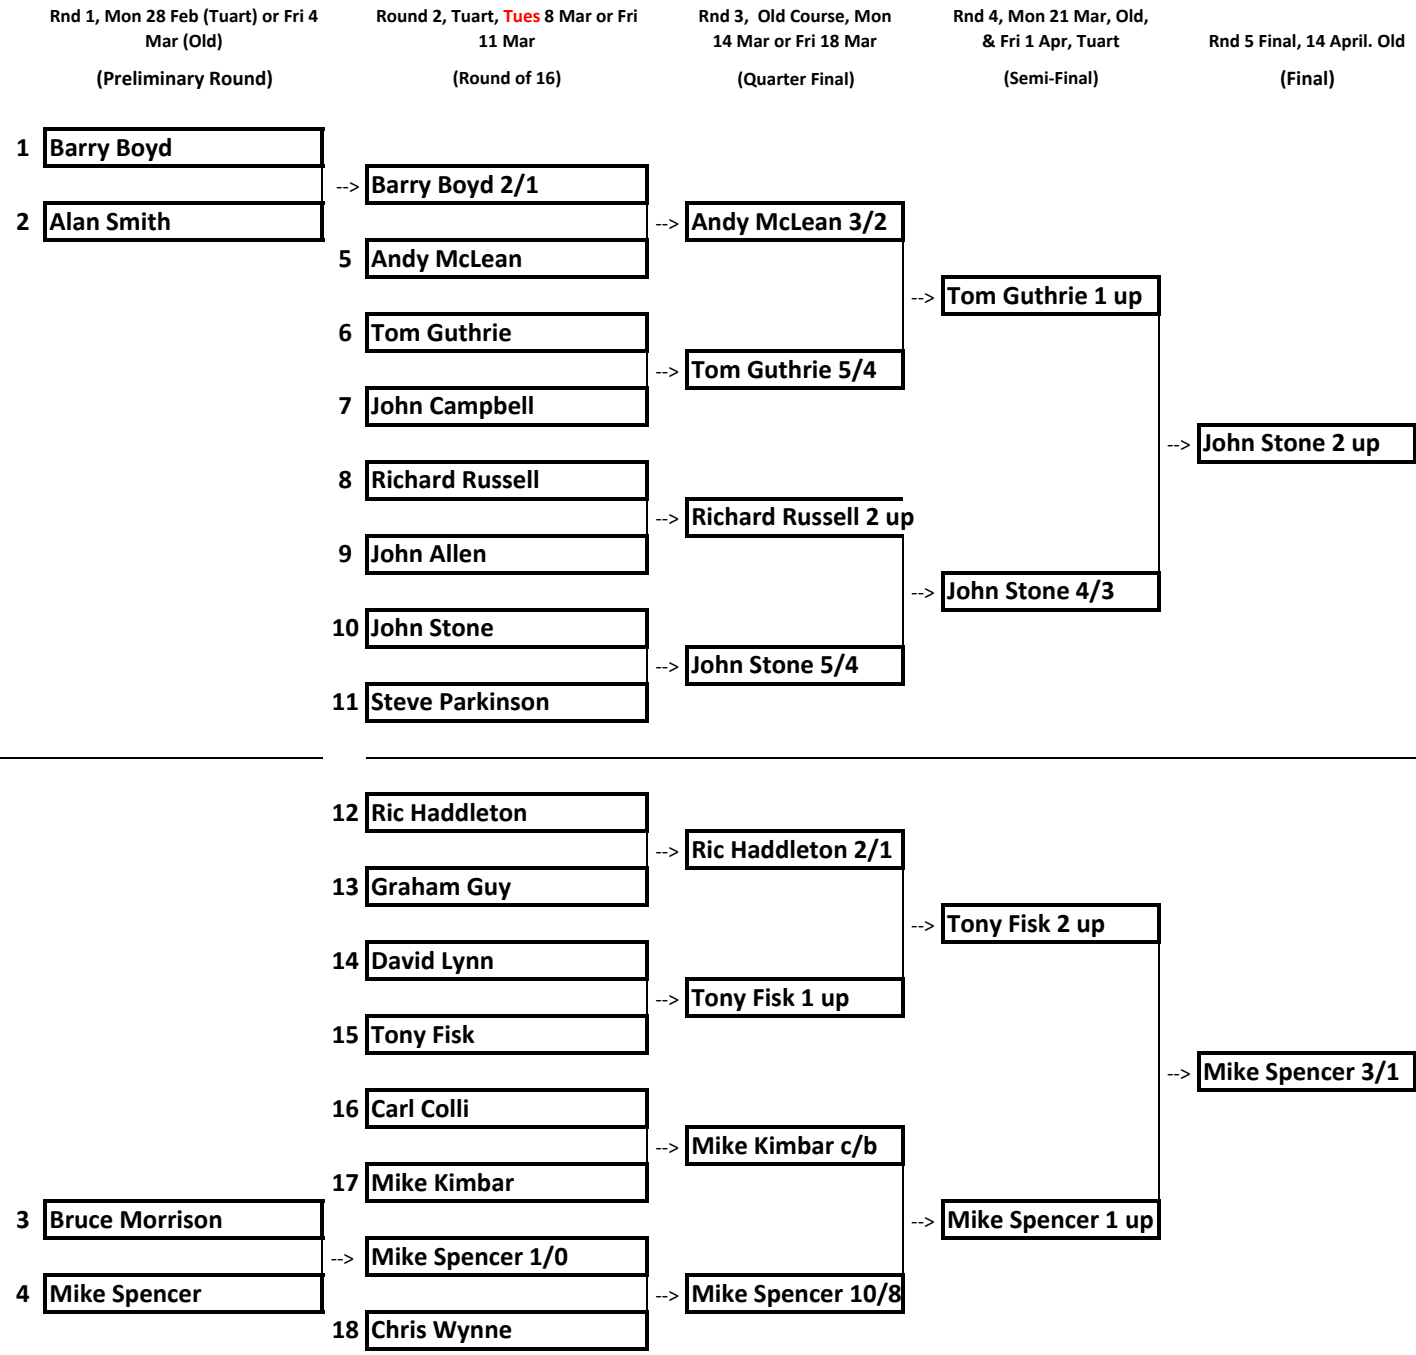 Rnd 1, Mon 28 Feb (Tuart) or Fri 4
Mar (Old)
(Preliminary Round)
Round 2, Tuart, Tues 8 Mar or Fri
11 Mar
(Round of 16)
Rnd 3, Old Course, Mon
14 Mar or Fri 18 Mar
(Quarter Final)
Rnd 4, Mon 21 Mar, Old,
& Fri 1 Apr, Tuart
(Semi-Final)
Rnd 5 Final, 14 April. Old
(Final)
1 Barry Boyd
--> Barry Boyd 2/1
2 Alan Smith
--> Andy McLean 3/2
5 Andy McLean
--> Tom Guthrie 1 up
6 Tom Guthrie
--> Tom Guthrie 5/4
7 John Campbell
--> John Stone 2 up
8 Richard Russell
--> Richard Russell 2 up
9 John Allen
--> John Stone 4/3
10 John Stone
--> John Stone 5/4
11 Steve Parkinson
12 Ric Haddleton
--> Ric Haddleton 2/1
13 Graham Guy
--> Tony Fisk 2 up
14 David Lynn
--> Tony Fisk 1 up
15 Tony Fisk
--> Mike Spencer 3/1
16 Carl Colli
--> Mike Kimbar c/b
17 Mike Kimbar
3 Bruce Morrison
--> Mike Spencer 1 up
--> Mike Spencer 1/0
4 Mike Spencer
--> Mike Spencer 10/8
18 Chris Wynne